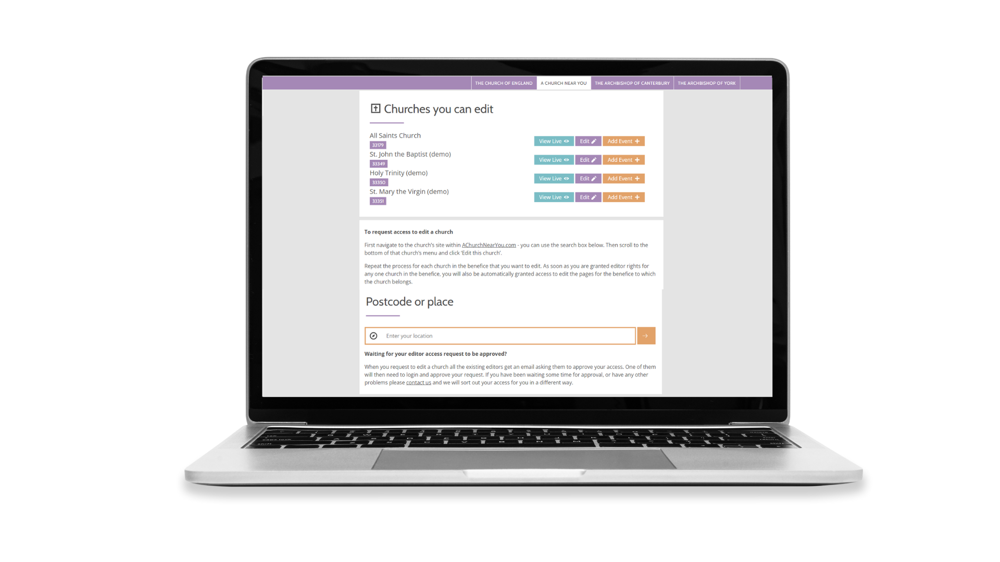 THE CHURCH OF ENGLAND A CHURCH NEAR YOU THE ARCHBISHOP OF CANTERBURY THE ARCHBISHOP OF YORK
Churches you can edit
All Saints Church
33179
View Live Edit Add Event
St. John the Baptist (demo)
33349
View Live Edit Add Event
Holy Trinity (demo)
33350
View Live Edit Add Event
St. Mary the Virgin (demo)
33351
View Live Edit Add Event
To request access to edit a church
First navigate to the church's site within AChurchNearYou.com - you can use the search box below. Then scroll to the
bottom of that church's menu and click 'Edit this church'.
Repeat the process for each church in the benefice that you want to edit. As soon as you are granted editor rights for
any one church in the benefice, you will also be automatically granted access to edit the pages for the benefice to which
the church belongs.
Postcode or place
Enter your location
Waiting for your editor access request to be approved?
When you request to edit a church all the existing editors get an email asking them to approve your access. One of them
will then need to login and approve your request. If you have been waiting some time for approval, or have any other
problems please contact us and we will sort out your access for you in a different way.